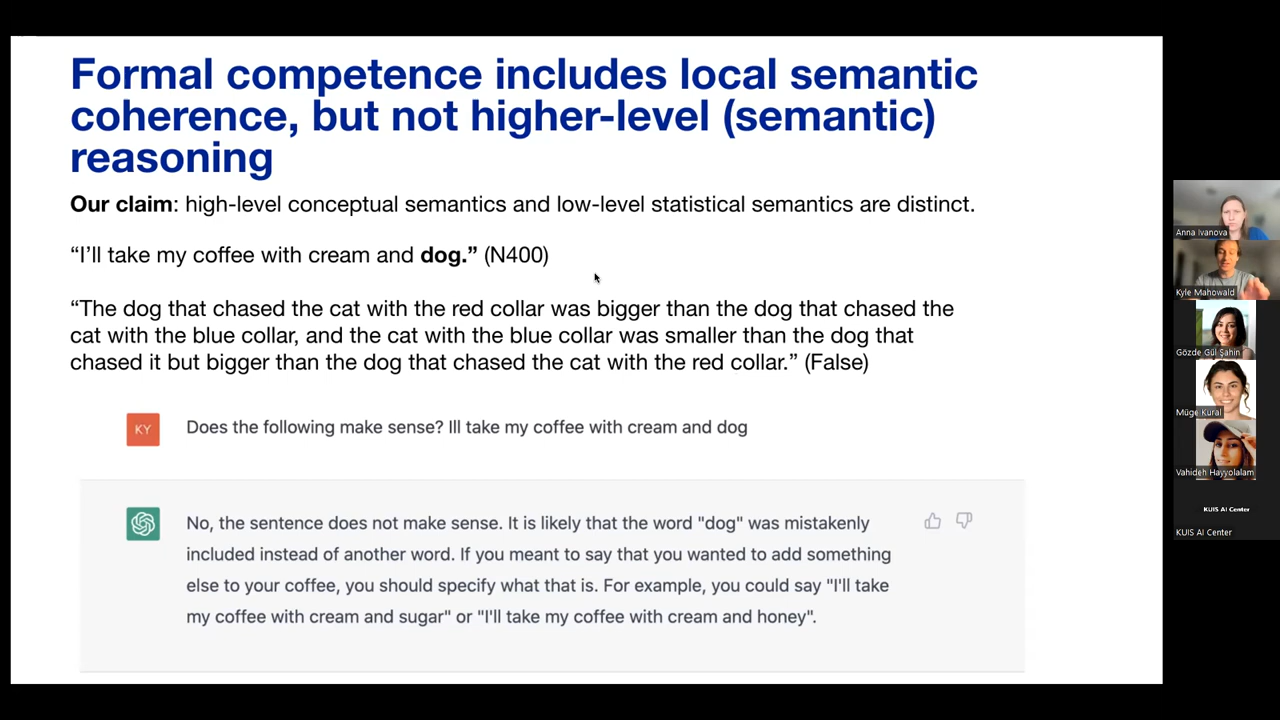 Formal competence includes local semantic
coherence, but not higher-level (semantic)
reasoning
Our claim: high-level conceptual semantics and low-level statistical semantics are distinct.
“I’ll take my coffee with cream and dog.” (N400)
“The dog that chased the cat with the red collar was bigger than the dog that chased the
cat with the blue collar, and the cat with the blue collar was smaller than the dog that
chased it but bigger than the dog that chased the cat with the red collar.” (False)
KY
Does the following make sense? Ill take my coffee with cream and dog
No, the sentence does not make sense. It is likely that the word "dog" was mistakenly
included instead of another word. If you meant to say that you wanted to add something
else to your coffee, you should specify what that is. For example, you could say "I'll take
my coffee with cream and sugar" or "I'll take my coffee with cream and honey".
Anna Ivanova
Kyle Mahowald
Gözde Gül Şahin
Müge Kural
Vahideh Hayyolalam
KUIS AI Center
KUIS AI Center